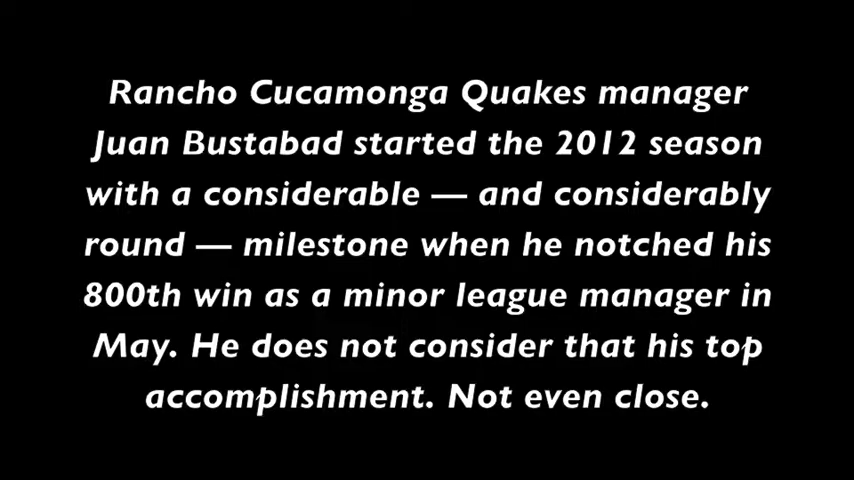 Rancho Cucamonga Quakes manager
Juan Bustabad started the 2012 season
with a considerable — and considerably
round — milestone when he notched his
800th win as a minor league manager in
May. He does not consider that his top
accomplishment. Not even close.